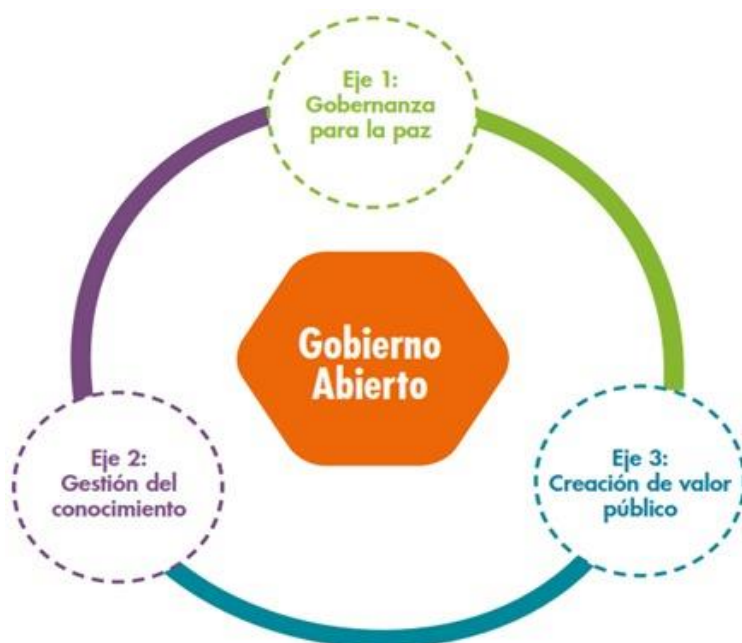 Eje 1:
Gobernanza
para la paz
Gobierno
Abierto
Eje 2:
Gestión del
conocimiento
Eje 3:
Creación de valor
público